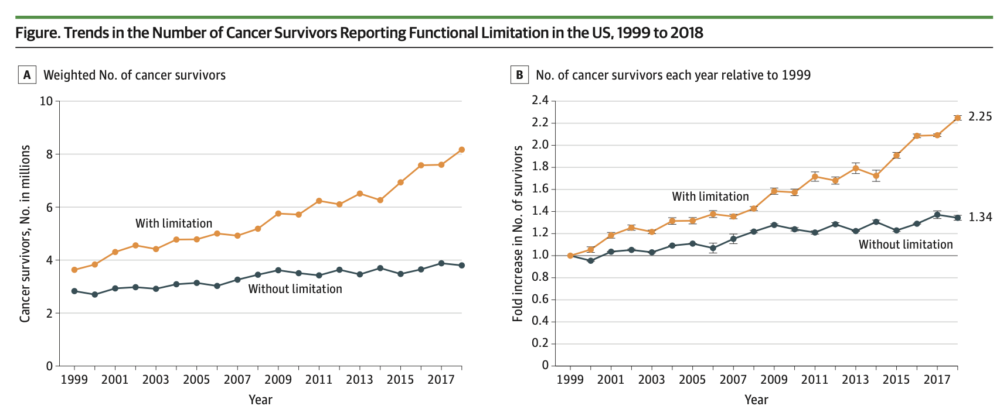 Figure. Trends in the Number of Cancer Survivors Reporting Functional Limitation in the US, 1999 to 2018
A Weighted No. of cancer survivors
10
8
6
4
2
0
Cancer survivors, No. in millions
With limitation
Without limitation
1999 2001 2003 2005 2007 2009 2011 2013 2015 2017
Year
B No. of cancer survivors each year relative to 1999
2.4
2.2
2.0
1.8
1.6
1.4
1.2
1.0
0.8
0.6
0.4
0.2
0
Fold increase in No. of survivors
2.25
With limitation
1.34
Without limitation
1999 2001 2003 2005 2007 2009 2011 2013 2015 2017
Year